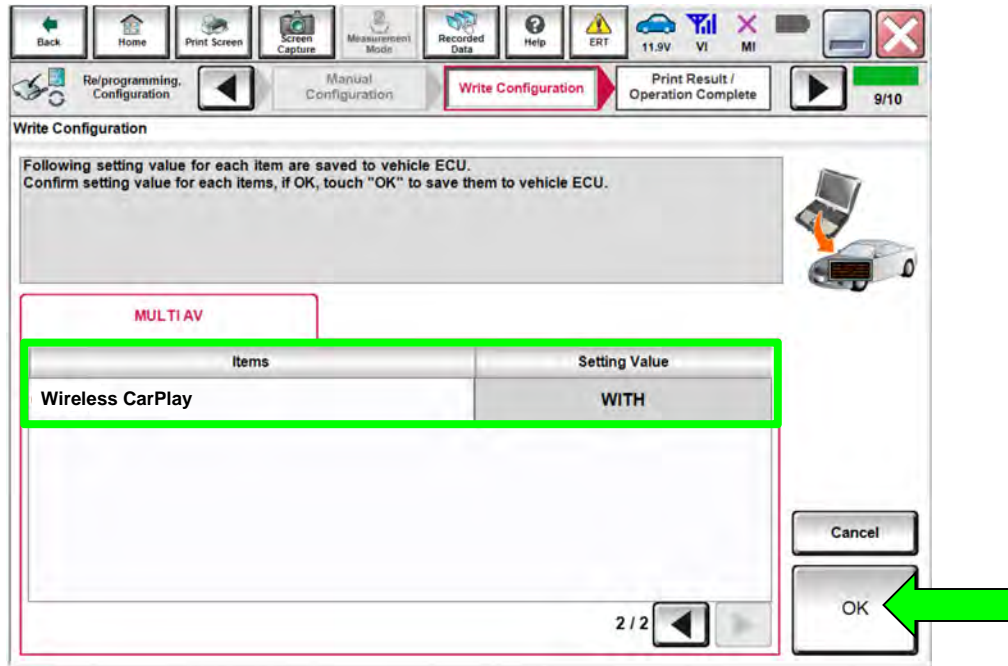 Back
Home
Print Screen
Screen
Capture
Measurement
Mode
Recorded
Data
Help
ERT
11.9V
VI
MI
Re/programming,
Configuration
Manual
Configuration
Write Configuration
Print Result /
Operation Complete
9/10
Write Configuration
Following setting value for each item are saved to vehicle ECU.
Confirm setting value for each items, if OK, touch "OK" to save them to vehicle ECU.
MULTI AV
Items
Setting Value
Wireless CarPlay
WITH
Cancel
OK
2 / 2